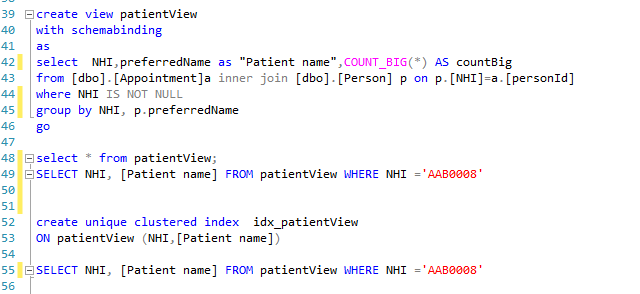 39 create view patientView
40 with schemabinding
41 as
42 select  NHI,preferredName as "Patient name",COUNT_BIG(*) AS countBig
43 from [dbo].[Appointment]a inner join [dbo].[Person] p on p.[NHI]=a.[personId]
44 where NHI IS NOT NULL
45 group by NHI, p.preferredName
46 go
47
48 select * from patientView;
49 SELECT NHI, [Patient name] FROM patientView WHERE NHI ='AAB0008'
50
51
52 create unique clustered index  idx_patientView
53 ON patientView (NHI,[Patient name])
54
55 SELECT NHI, [Patient name] FROM patientView WHERE NHI ='AAB0008'
56